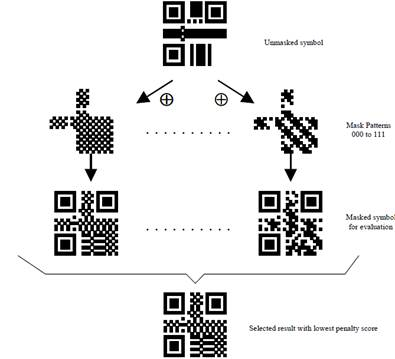 Unmasked symbol
Mask Patterns
000 to 111
Masked symbol
for evaluation
Selected result with lowest penalty score